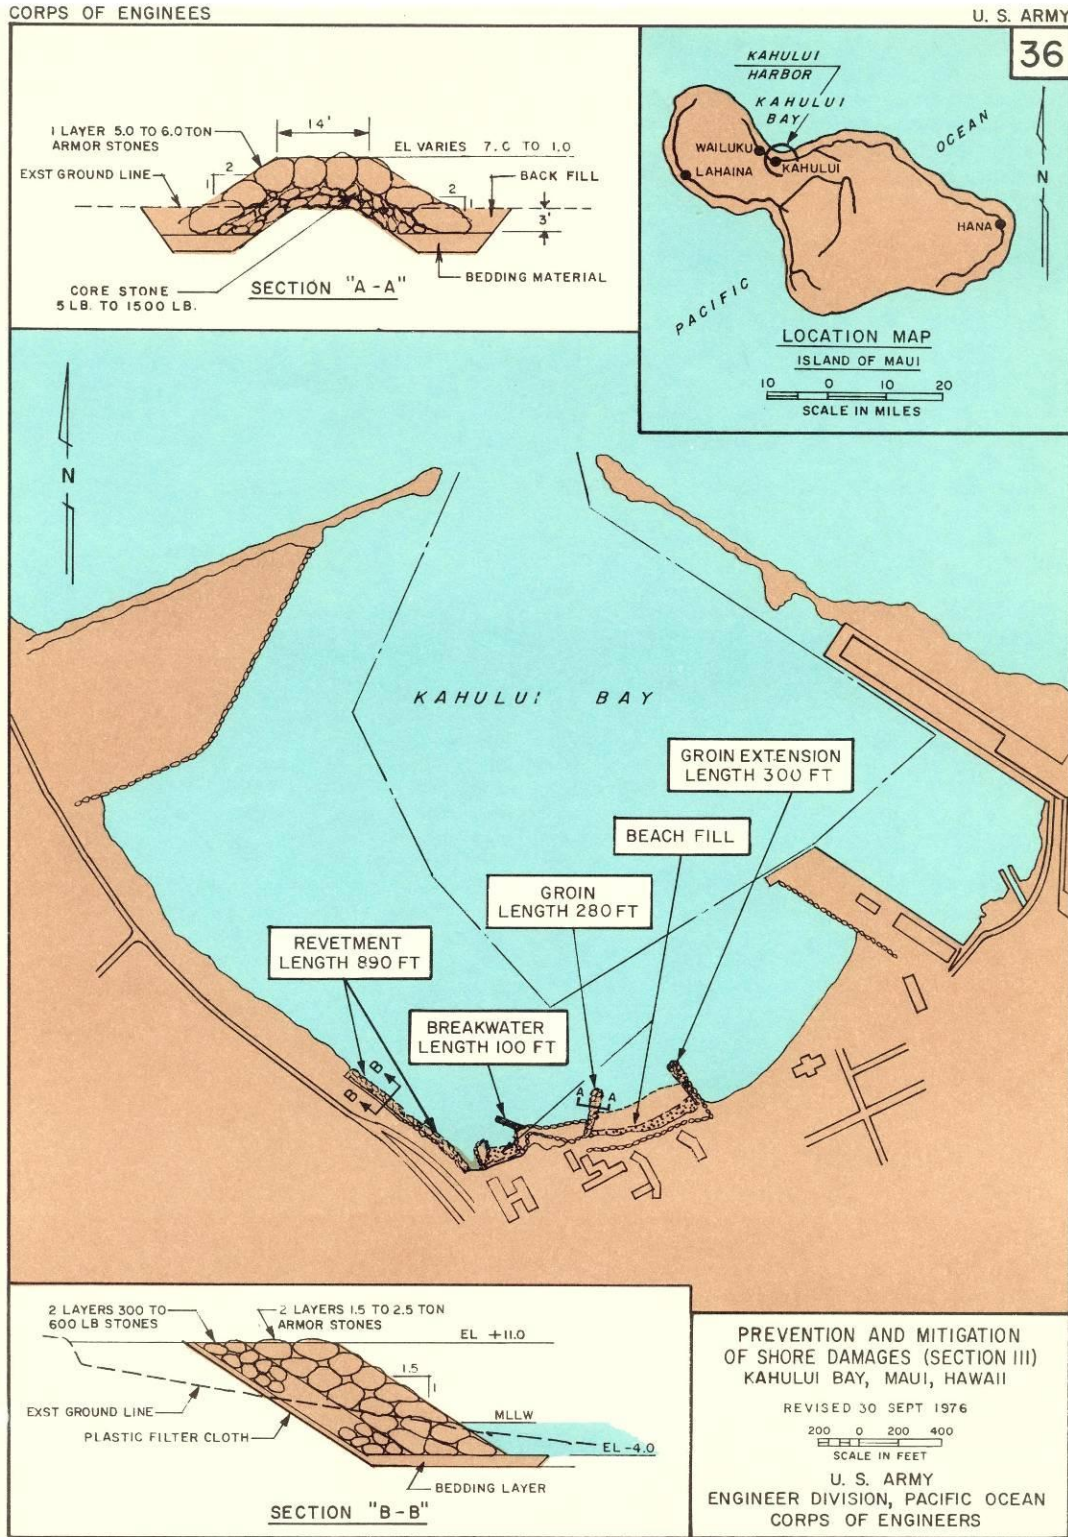 CORPS OF ENGINEES
U. S. ARMY
36
1 LAYER 5.0 TO 6.0 TON
ARMOR STONES
14'
EL VARIES 7.0 TO 1.0
EXST GROUND LINE
2
1
2
1
BACK FILL
3'
BEDDING MATERIAL
CORE STONE
5 LB. TO 1500 LB.
SECTION "A-A"
KAHULUI
HARBOR
KAHULUI
BAY
OCEAN
WAILUKU
KAHULUI
LAHAINA
N
HANA
PACIFIC
LOCATION MAP
ISLAND OF MAUI
10 0 10 20
SCALE IN MILES
N
KAHULUI BAY
GROIN EXTENSION
LENGTH 300 FT
BEACH FILL
GROIN
LENGTH 280 FT
REVETMENT
LENGTH 890 FT
BREAKWATER
LENGTH 100 FT
B
B
A A
2 LAYERS 300 TO
600 LB STONES
2 LAYERS 1.5 TO 2.5 TON
ARMOR STONES
EL +11.0
1.5
1
EXST GROUND LINE
MLLW
PLASTIC FILTER CLOTH
EL -4.0
BEDDING LAYER
SECTION "B-B"
PREVENTION AND MITIGATION
OF SHORE DAMAGES (SECTION III)
KAHULUI BAY, MAUI, HAWAII
REVISED 30 SEPT 1976
200 0 200 400
SCALE IN FEET
U. S. ARMY
ENGINEER DIVISION, PACIFIC OCEAN
CORPS OF ENGINEERS